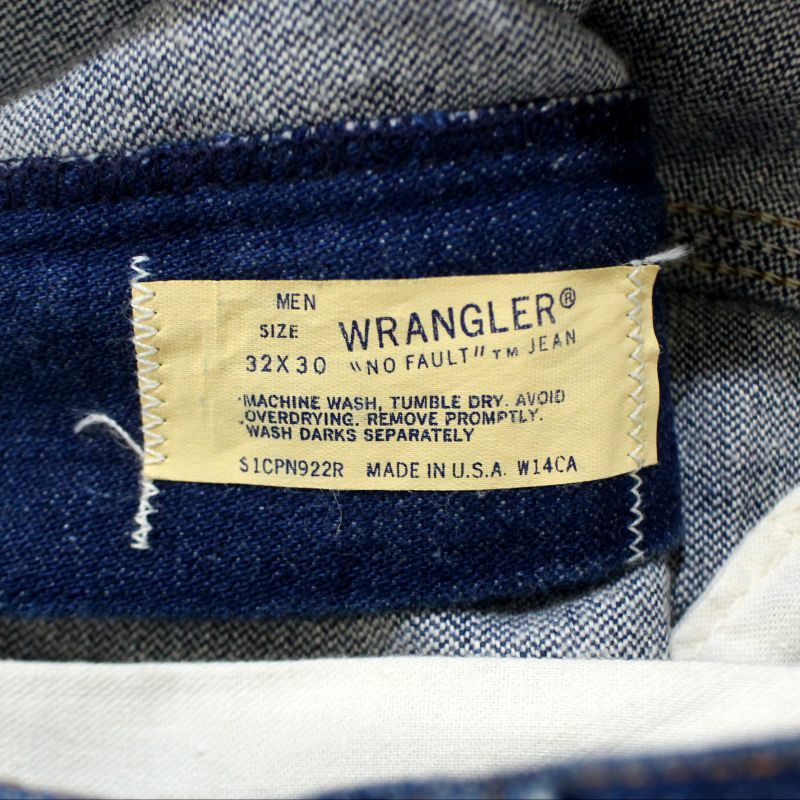 MEN
SIZE WRANGLER®
32X30 "NO FAULT"™ JEAN
MACHINE WASH, TUMBLE DRY. AVOID
OVERDRYING. REMOVE PROMPTLY.
WASH DARKS SEPARATELY
S1CPN922R MADE IN U.S.A. W14CA